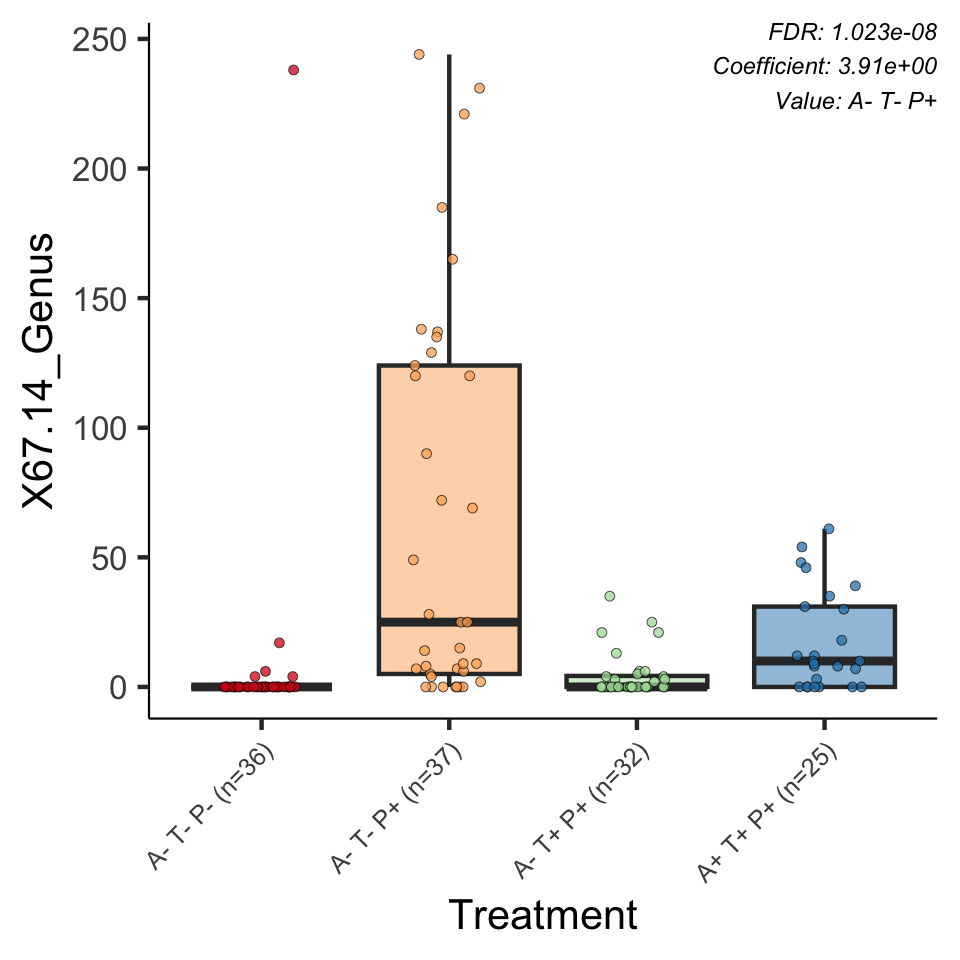 FDR: 1.023e-08
Coefficient: 3.91e+00
Value: A- T- P+
X67.14_Genus
250
200
150
100
50
0
A- T- P- (n=36)
A- T- P+ (n=37)
A- T+ P+ (n=32)
A+ T+ P+ (n=25)
Treatment